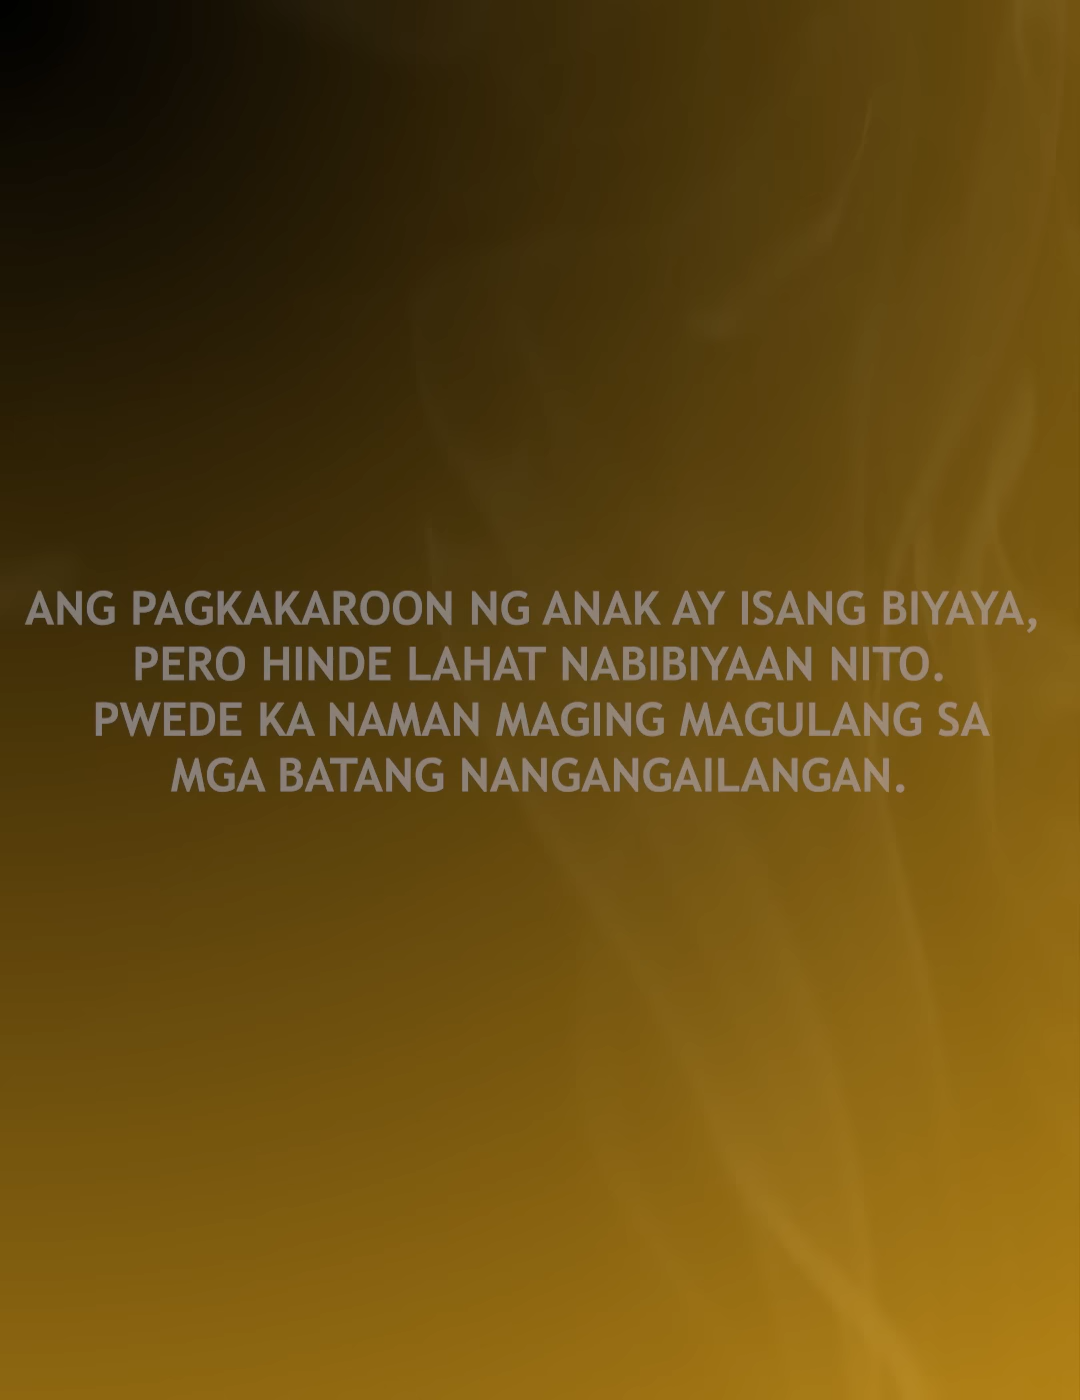 ANG PAGKAKAROON NG ANAK AY ISANG BIYAYA,
PERO HINDE LAHAT NABIBIYAAN NITO.
PWEDE KA NAMAN MAGING MAGULANG SA
MGA BATANG NANGANGAILANGAN.